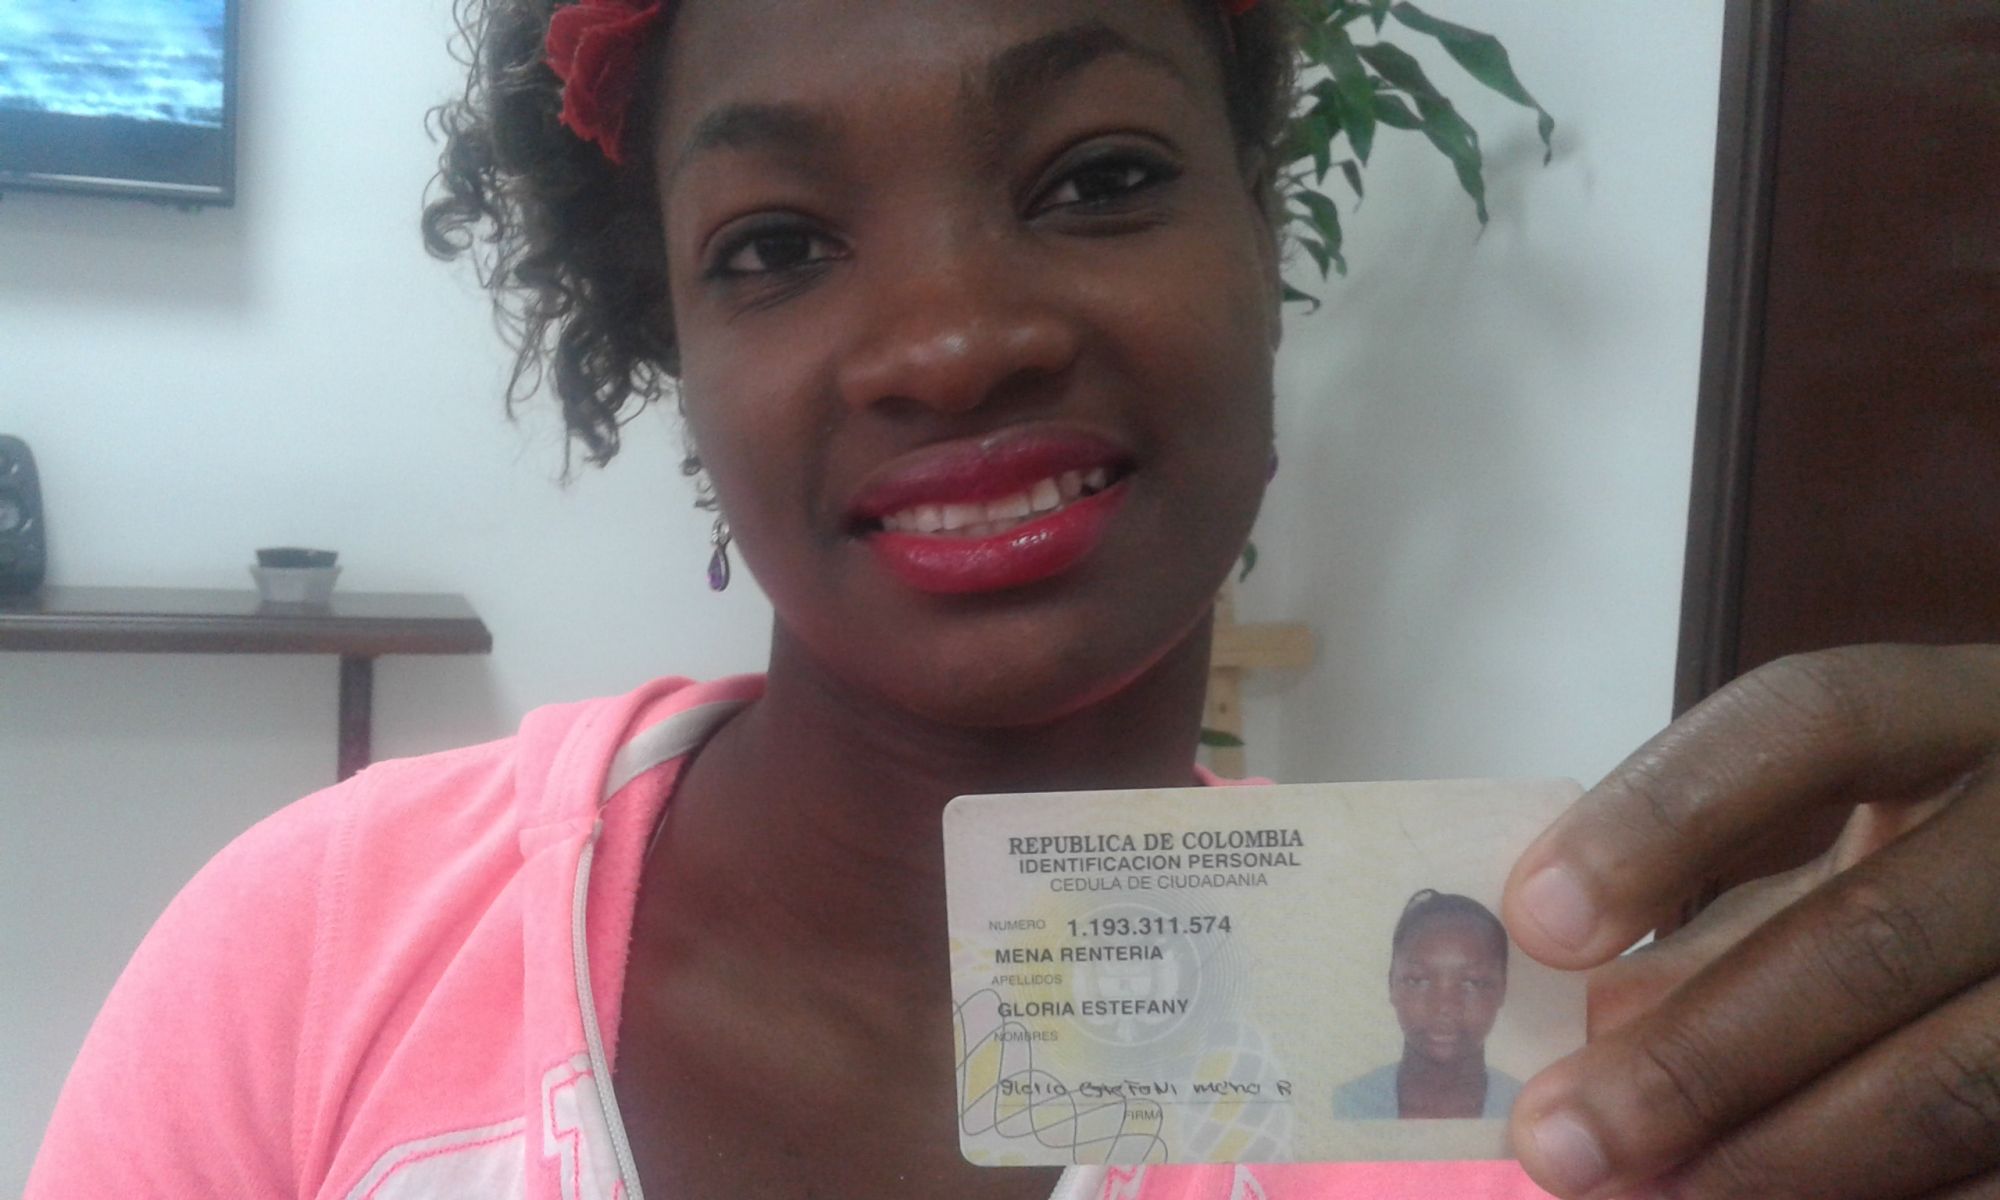 REPUBLICA DE COLOMBIA
IDENTIFICACION PERSONAL
CEDULA DE CIUDADANIA
NUMERO 1.193.311.574
MENA RENTERIA
APELLIDOS
GLORIA ESTEFANY
NOMBRES
gloria Estefani mena R
FIRMA